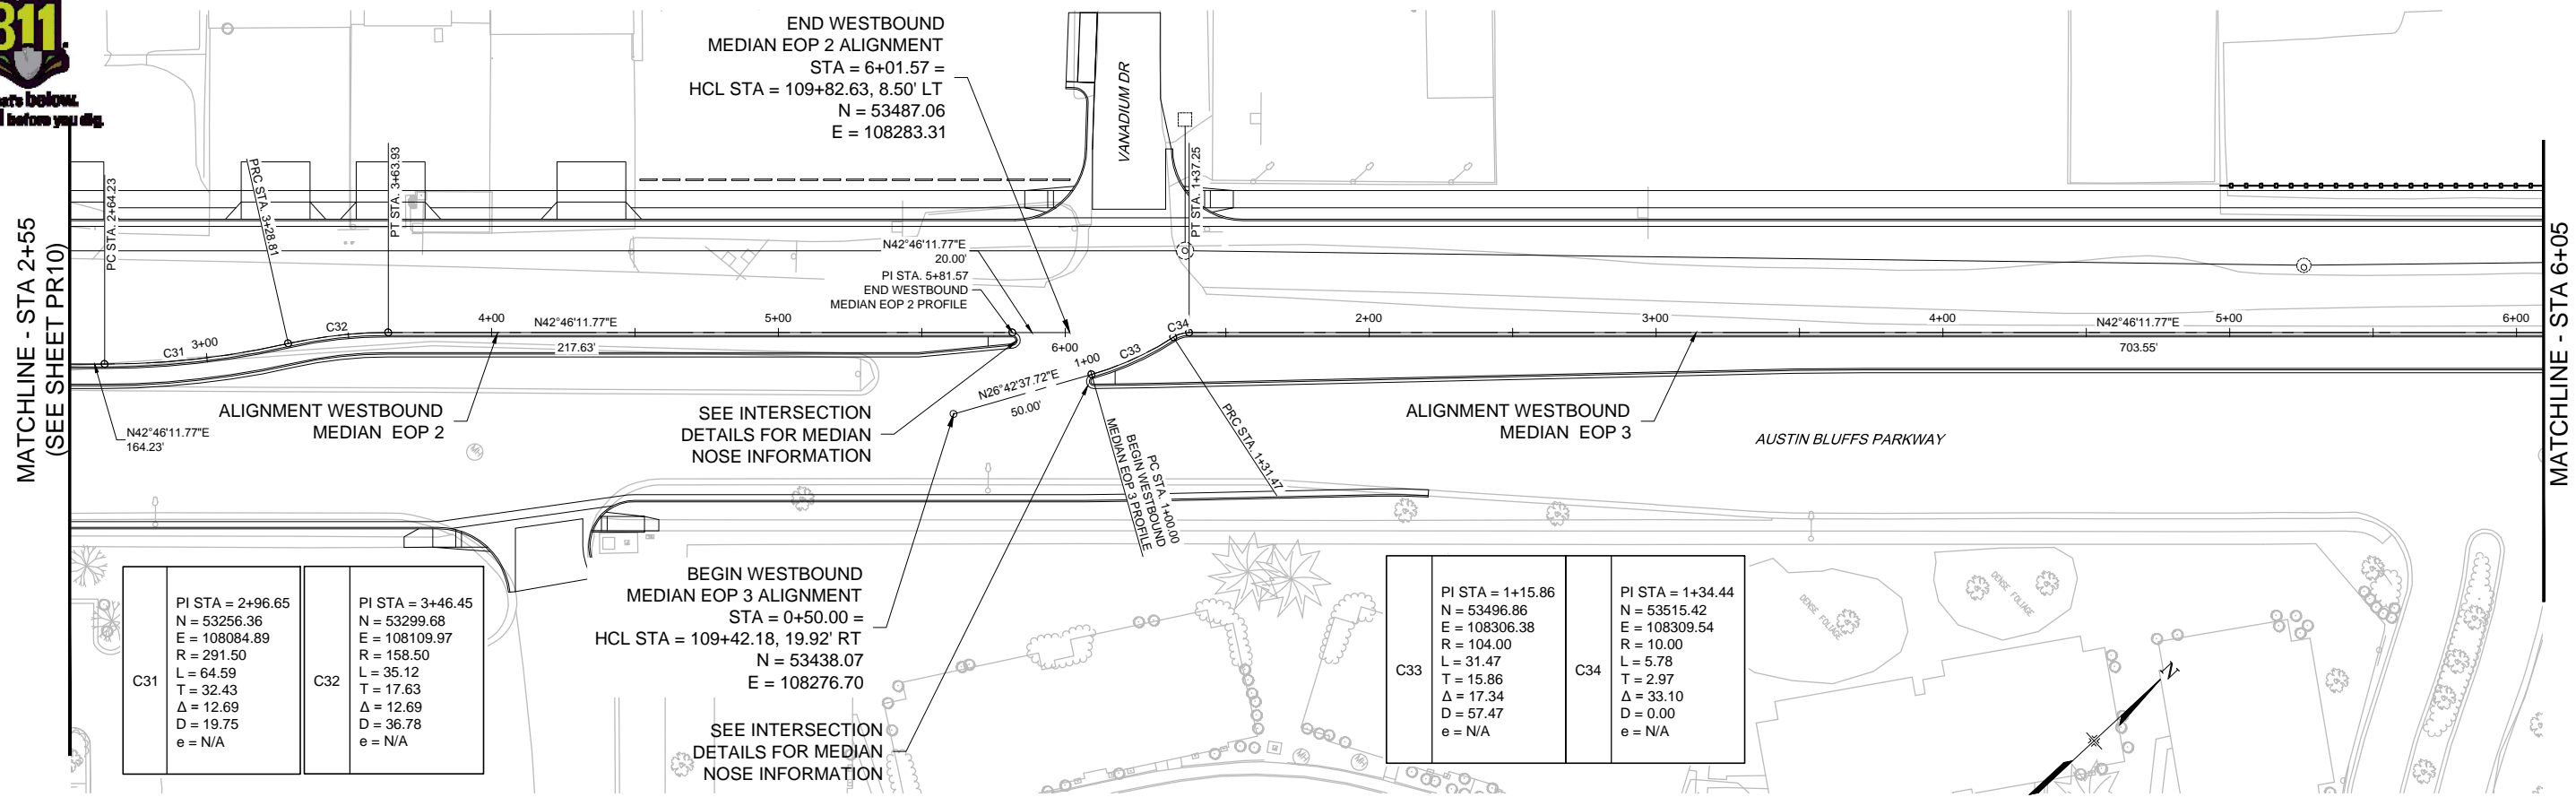 811.
below.
before you dig.
MATCHLINE - STA 2+55
(SEE SHEET PR10)
PC STA. 2+64.23
PRC STA. 3+28.81
PT STA. 3+63.93
END WESTBOUND
MEDIAN EOP 2 ALIGNMENT
STA = 6+01.57 =
HCL STA = 109+82.63, 8.50' LT
N = 53487.06
E = 108283.31
VANADIUM DR
PT STA. 1+37.25
N42°46'11.77"E
20.00'
PI STA. 5+81.57
END WESTBOUND
MEDIAN EOP 2 PROFILE
C31
3+00
C32
4+00
N42°46'11.77"E
217.63'
5+00
6+00
1+00
C33
C34
2+00
3+00
4+00
N42°46'11.77"E
703.55'
5+00
6+00
MATCHLINE - STA 6+05
N42°46'11.77"E
164.23'
ALIGNMENT WESTBOUND
MEDIAN EOP 2
SEE INTERSECTION
DETAILS FOR MEDIAN
NOSE INFORMATION
N26°42'37.72"E
50.00'
PC STA. 1+00.00
BEGIN WESTBOUND
MEDIAN EOP 3 PROFILE
PRC STA. 1+31.47
ALIGNMENT WESTBOUND
MEDIAN EOP 3
AUSTIN BLUFFS PARKWAY
MH
BEGIN WESTBOUND
MEDIAN EOP 3 ALIGNMENT
STA = 0+50.00 =
HCL STA = 109+42.18, 19.92' RT
N = 53438.07
E = 108276.70
SEE INTERSECTION
DETAILS FOR MEDIAN
NOSE INFORMATION
C31
PI STA = 2+96.65
N = 53256.36
E = 108084.89
R = 291.50
L = 64.59
T = 32.43
Δ = 12.69
D = 19.75
e = N/A
C32
PI STA = 3+46.45
N = 53299.68
E = 108109.97
R = 158.50
L = 35.12
T = 17.63
Δ = 12.69
D = 36.78
e = N/A
C33
PI STA = 1+15.86
N = 53496.86
E = 108306.38
R = 104.00
L = 31.47
T = 15.86
Δ = 17.34
D = 57.47
e = N/A
C34
PI STA = 1+34.44
N = 53515.42
E = 108309.54
R = 10.00
L = 5.78
T = 2.97
Δ = 33.10
D = 0.00
e = N/A
DENSE FOLIAGE
DENSE FOLIAGE
MH
MH
N